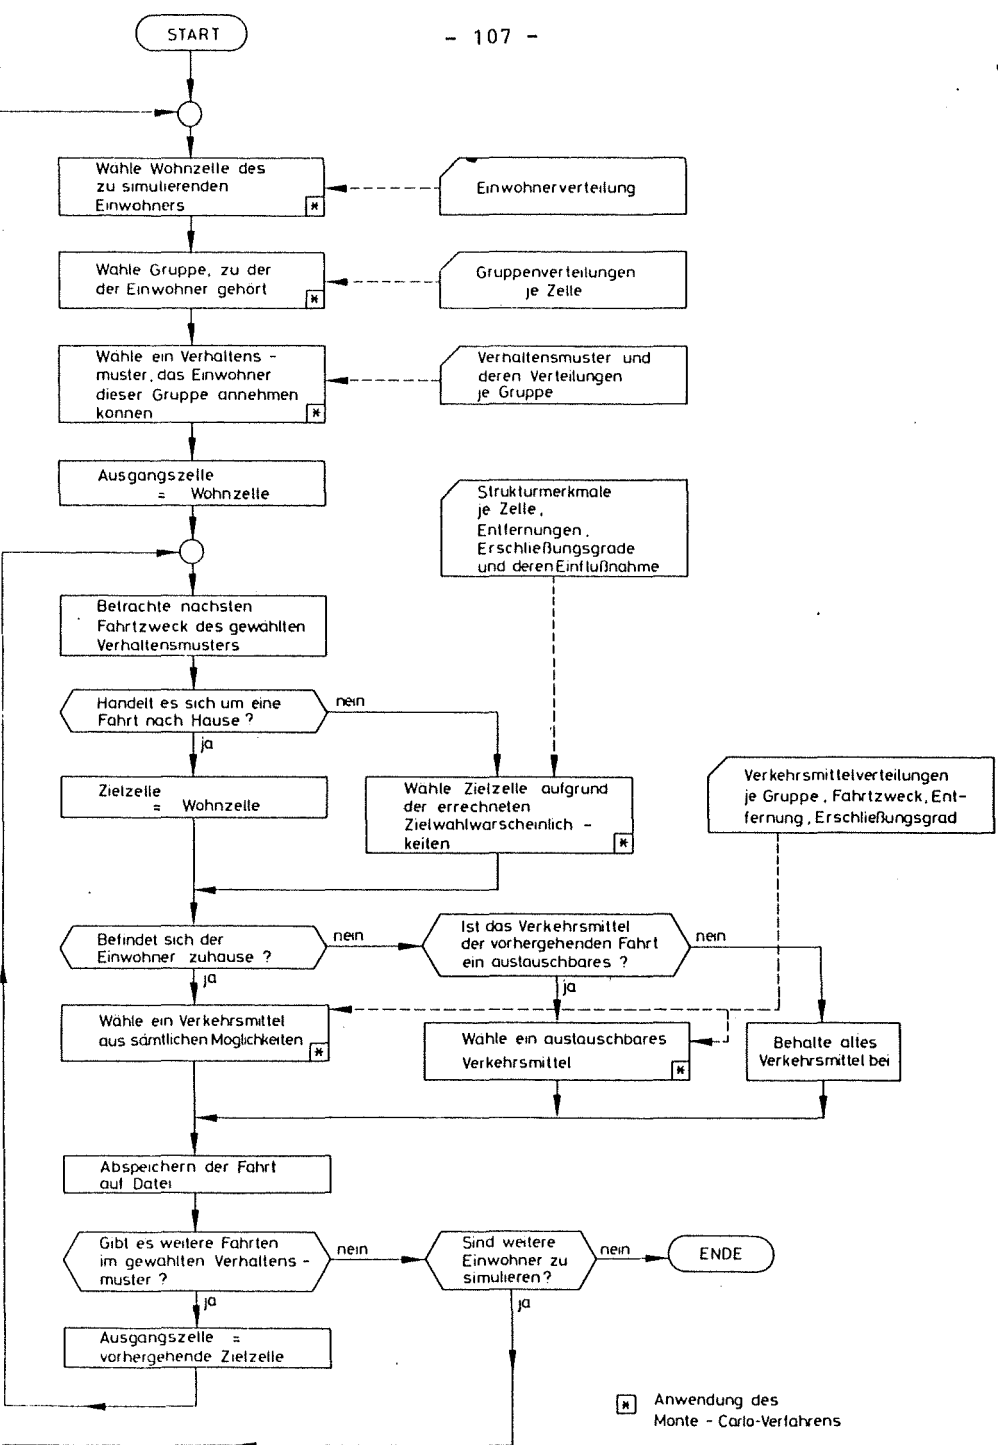 START
- 107 -
Wähle Wohnzelle des
zu simulierenden
Einwohners
*
Einwohnerverteilung
Wähle Gruppe, zu der
der Einwohner gehört
*
Gruppenverteilungen
je Zelle
Wähle ein Verhaltens -
muster, das Einwohner
dieser Gruppe annehmen
konnen
*
Verhaltensmuster und
deren Verteilungen
je Gruppe
Ausgangszelle
= Wohnzelle
Strukturmerkmale
je Zelle,
Entfernungen,
Erschließungsgrade
und deren Einflußnahme
Betrachte nachsten
Fahrtzweck des gewahlten
Verhaltensmusters
Handelt es sich um eine
Fahrt nach Hause ?
nein
ja
Zielzelle
= Wohnzelle
Wähle Zielzelle aufgrund
der errechneten
Zielwahlwarscheinlich -
keiten
*
Verkehrsmittelverteilungen
je Gruppe, Fahrtzweck, Ent-
fernung, Erschließungsgrad
Befindet sich der
Einwohner zuhause ?
nein
ja
Ist das Verkehrsmittel
der vorhergehenden Fahrt
ein austauschbares ?
nein
ja
Wähle ein Verkehrsmittel
aus sämtlichen Moglichkeiten
*
Wähle ein austauschbares
Verkehrsmittel
*
Behalte altes
Verkehrsmittel bei
Abspeichern der Fahrt
auf Datei
Gibt es weitere Fahrten
im gewahlten Verhaltens -
muster ?
nein
ja
Sind weitere
Einwohner zu
simulieren?
nein
ja
ENDE
Ausgangszelle =
vorhergehende Zielzelle
* Anwendung des
Monte - Carlo-Verfahrens